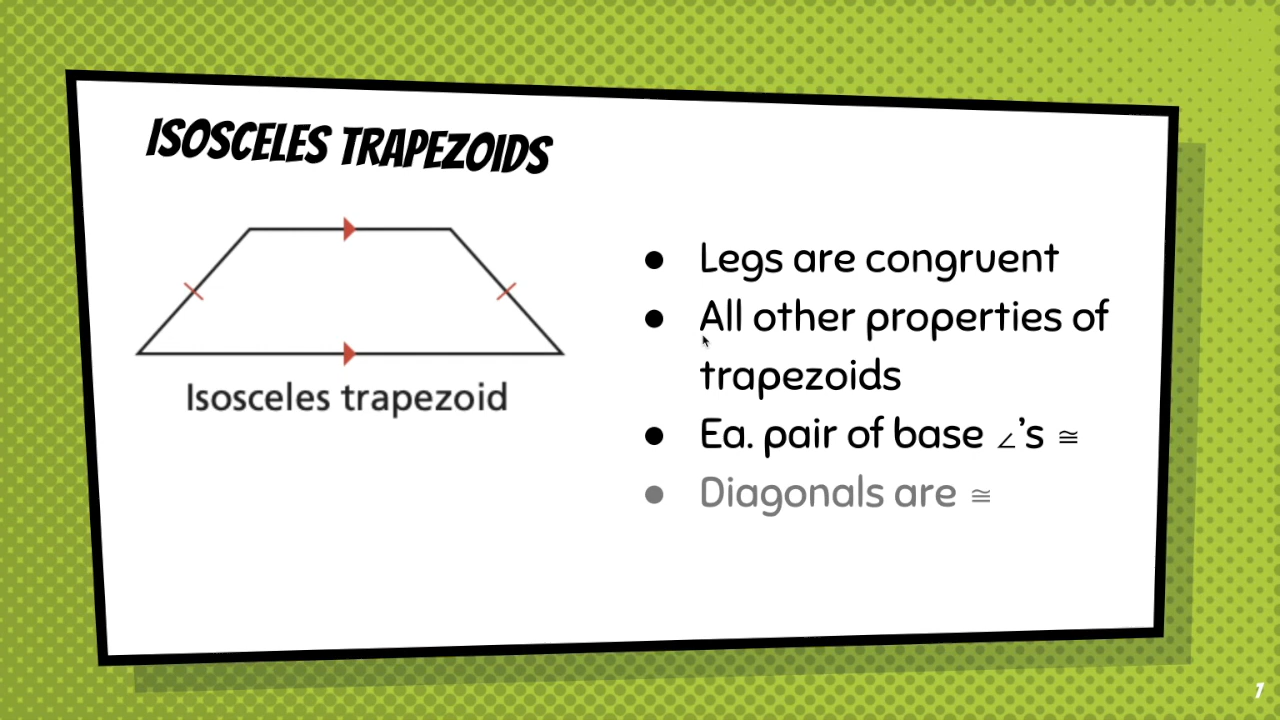 ISOSCELES TRAPEZOIDS
Isosceles trapezoid
● Legs are congruent
● All other properties of
trapezoids
● Ea. pair of base ∠'s ≅
● Diagonals are ≅
7